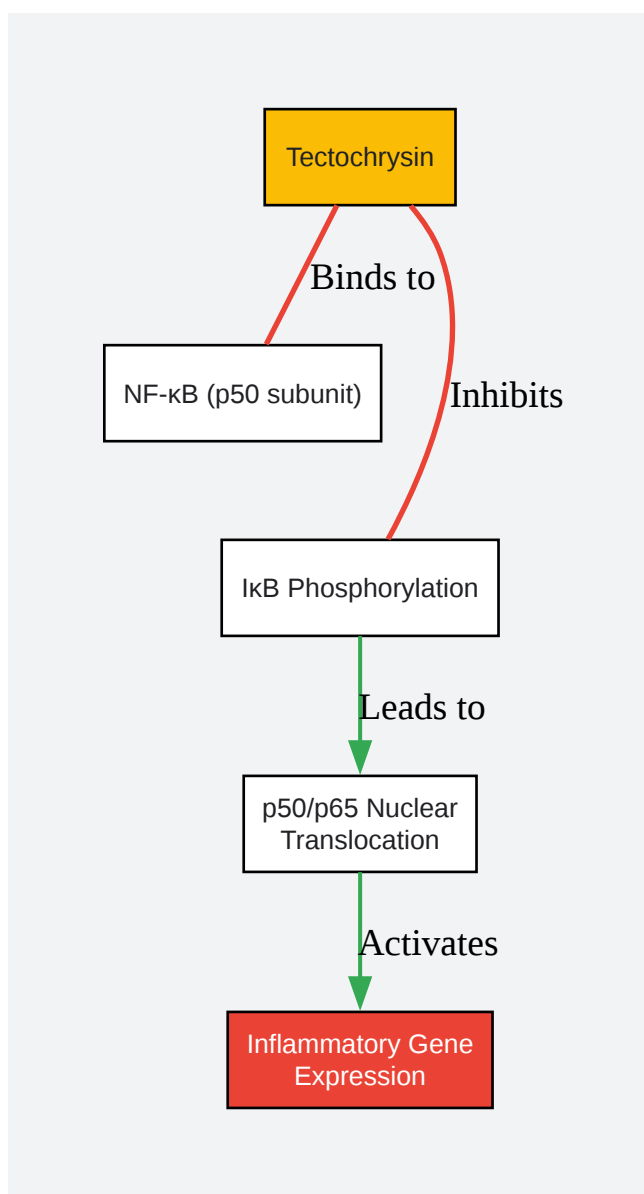 Tectochrysin
Binds to
NF-κB (p50 subunit)
Inhibits
IκB Phosphorylation
Leads to
p50/p65 Nuclear
Translocation
Activates
Inflammatory Gene
Expression